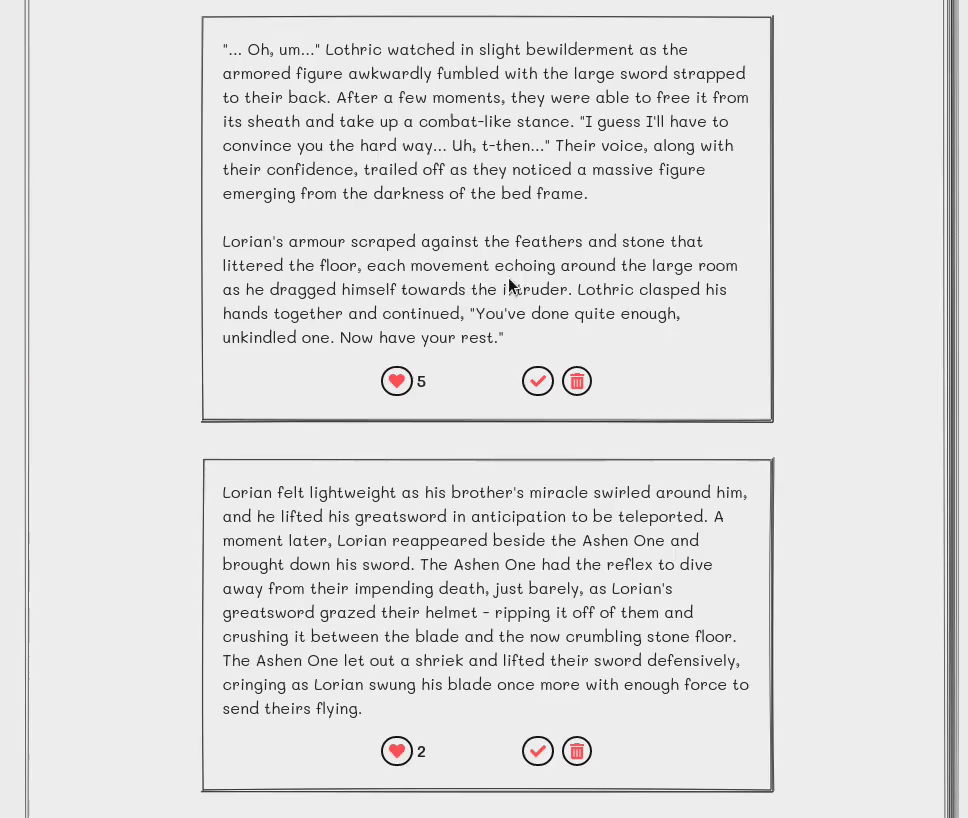 "... Oh, um..." Lothric watched in slight bewilderment as the
armored figure awkwardly fumbled with the large sword strapped
to their back. After a few moments, they were able to free it from
its sheath and take up a combat-like stance. "I guess I'll have to
convince you the hard way... Uh, t-then..." Their voice, along with
their confidence, trailed off as they noticed a massive figure
emerging from the darkness of the bed frame.
Lorian's armour scraped against the feathers and stone that
littered the floor, each movement echoing around the large room
as he dragged himself towards the intruder. Lothric clasped his
hands together and continued, "You've done quite enough,
unkindled one. Now have your rest."
5
Lorian felt lightweight as his brother's miracle swirled around him,
and he lifted his greatsword in anticipation to be teleported. A
moment later, Lorian reappeared beside the Ashen One and
brought down his sword. The Ashen One had the reflex to dive
away from their impending death, just barely, as Lorian's
greatsword grazed their helmet - ripping it off of them and
crushing it between the blade and the now crumbling stone floor.
The Ashen One let out a shriek and lifted their sword defensively,
cringing as Lorian swung his blade once more with enough force to
send theirs flying.
2